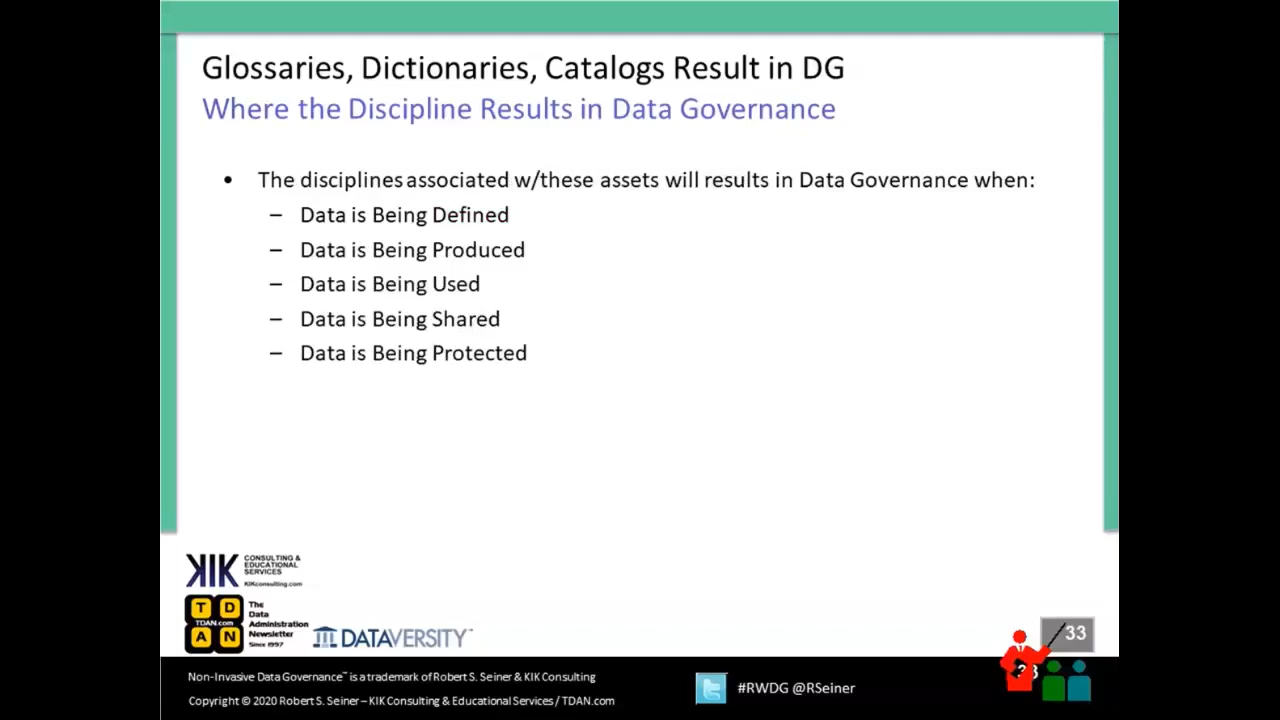 Glossaries, Dictionaries, Catalogs Result in DG
Where the Discipline Results in Data Governance
• The disciplines associated w/these assets will results in Data Governance when:
– Data is Being Defined
– Data is Being Produced
– Data is Being Used
– Data is Being Shared
– Data is Being Protected
KIK CONSULTING & EDUCATIONAL SERVICES
KIKconsulting.com
T D
TDAN.com
A N
The
Data
Administration
Newsletter
Since 1997
DATAVERSITY™
33
Non-Invasive Data Governance™ is a trademark of Robert S. Seiner & KIK Consulting
Copyright © 2020 Robert S. Seiner – KIK Consulting & Educational Services / TDAN.com
#RWDG @RSeiner